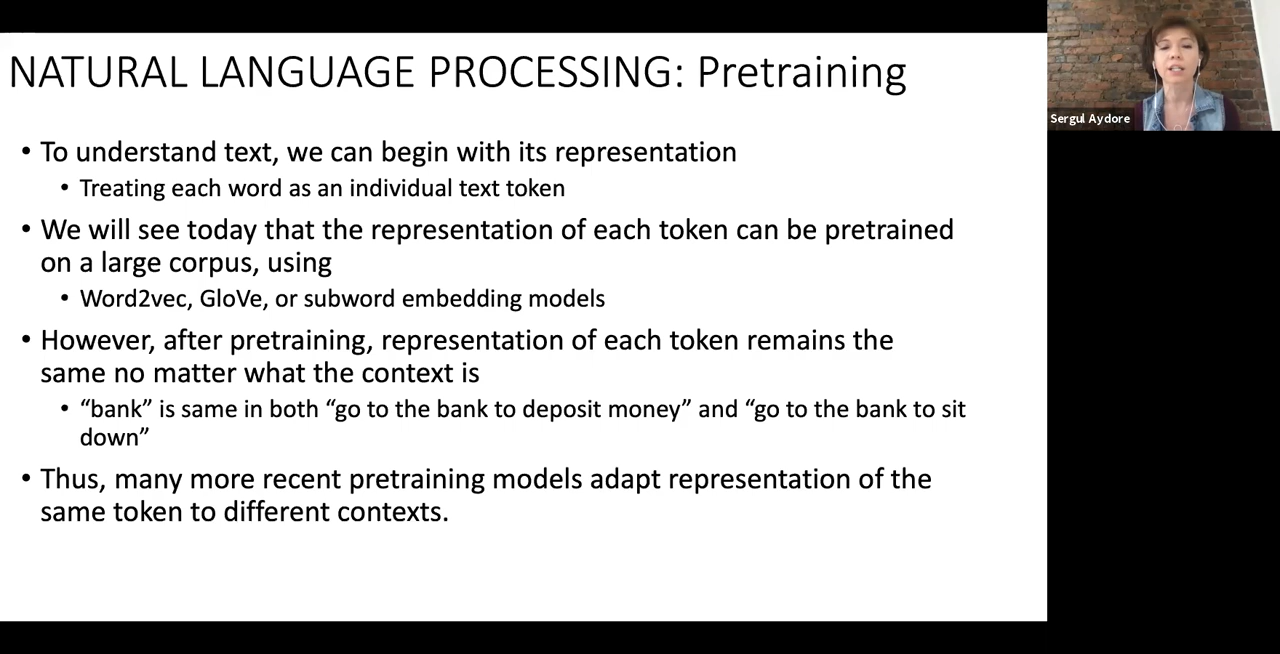 NATURAL LANGUAGE PROCESSING: Pretraining
• To understand text, we can begin with its representation
• Treating each word as an individual text token
• We will see today that the representation of each token can be pretrained
on a large corpus, using
• Word2vec, GloVe, or subword embedding models
• However, after pretraining, representation of each token remains the
same no matter what the context is
• “bank” is same in both “go to the bank to deposit money” and “go to the bank to sit
down”
• Thus, many more recent pretraining models adapt representation of the
same token to different contexts.
Sergul Aydore